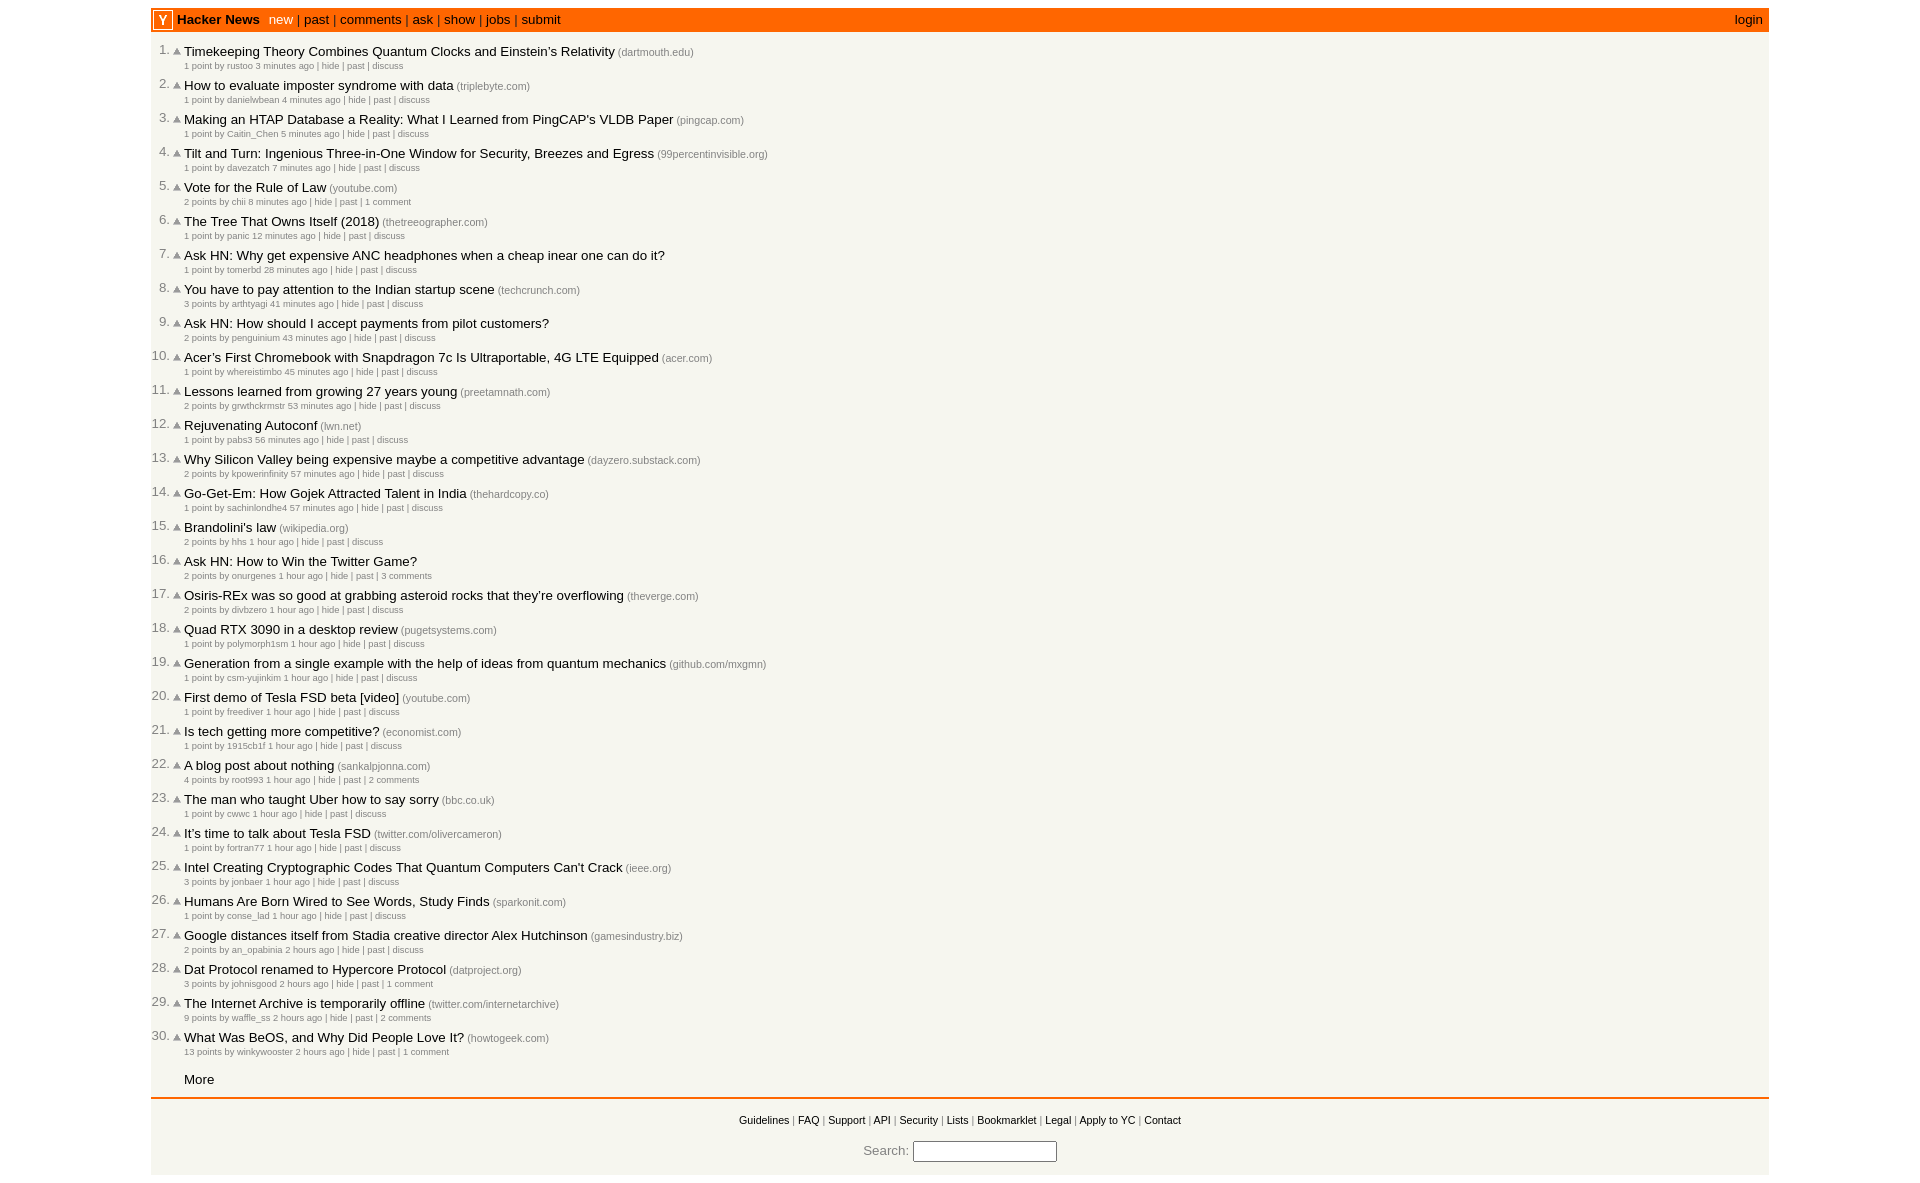 Y Hacker News new | past | comments | ask | show | jobs | submit login
1. Timekeeping Theory Combines Quantum Clocks and Einstein’s Relativity (dartmouth.edu)
1 point by rustoo 3 minutes ago | hide | past | discuss
2. How to evaluate imposter syndrome with data (triplebyte.com)
1 point by danielwbean 4 minutes ago | hide | past | discuss
3. Making an HTAP Database a Reality: What I Learned from PingCAP's VLDB Paper (pingcap.com)
1 point by Caitin_Chen 5 minutes ago | hide | past | discuss
4. Tilt and Turn: Ingenious Three-in-One Window for Security, Breezes and Egress (99percentinvisible.org)
1 point by davezatch 7 minutes ago | hide | past | discuss
5. Vote for the Rule of Law (youtube.com)
2 points by chii 8 minutes ago | hide | past | 1 comment
6. The Tree That Owns Itself (2018) (thetreeographer.com)
1 point by panic 12 minutes ago | hide | past | discuss
7. Ask HN: Why get expensive ANC headphones when a cheap inear one can do it?
1 point by tomerbd 28 minutes ago | hide | past | discuss
8. You have to pay attention to the Indian startup scene (techcrunch.com)
3 points by arthtyagi 41 minutes ago | hide | past | discuss
9. Ask HN: How should I accept payments from pilot customers?
2 points by penguinium 43 minutes ago | hide | past | discuss
10. Acer’s First Chromebook with Snapdragon 7c Is Ultraportable, 4G LTE Equipped (acer.com)
1 point by whereistimbo 45 minutes ago | hide | past | discuss
11. Lessons learned from growing 27 years young (preetamnath.com)
2 points by grwthckrmstr 53 minutes ago | hide | past | discuss
12. Rejuvenating Autoconf (lwn.net)
1 point by pabs3 56 minutes ago | hide | past | discuss
13. Why Silicon Valley being expensive maybe a competitive advantage (dayzero.substack.com)
2 points by kpowerinfinity 57 minutes ago | hide | past | discuss
14. Go-Get-Em: How Gojek Attracted Talent in India (thehardcopy.co)
1 point by sachinlondhe4 57 minutes ago | hide | past | discuss
15. Brandolini's law (wikipedia.org)
2 points by hhs 1 hour ago | hide | past | discuss
16. Ask HN: How to Win the Twitter Game?
2 points by onurgenes 1 hour ago | hide | past | 3 comments
17. Osiris-REx was so good at grabbing asteroid rocks that they’re overflowing (theverge.com)
2 points by divbzero 1 hour ago | hide | past | discuss
18. Quad RTX 3090 in a desktop review (pugetsystems.com)
1 point by polymorph1sm 1 hour ago | hide | past | discuss
19. Generation from a single example with the help of ideas from quantum mechanics (github.com/mxgmn)
1 point by csm-yujinkim 1 hour ago | hide | past | discuss
20. First demo of Tesla FSD beta [video] (youtube.com)
1 point by freediver 1 hour ago | hide | past | discuss
21. Is tech getting more competitive? (economist.com)
1 point by 1915cb1f 1 hour ago | hide | past | discuss
22. A blog post about nothing (sankalpjonna.com)
4 points by root993 1 hour ago | hide | past | 2 comments
23. The man who taught Uber how to say sorry (bbc.co.uk)
1 point by cwwc 1 hour ago | hide | past | discuss
24. It’s time to talk about Tesla FSD (twitter.com/olivercameron)
1 point by fortran77 1 hour ago | hide | past | discuss
25. Intel Creating Cryptographic Codes That Quantum Computers Can't Crack (ieee.org)
3 points by jonbaer 1 hour ago | hide | past | discuss
26. Humans Are Born Wired to See Words, Study Finds (sparkonit.com)
1 point by conse_lad 1 hour ago | hide | past | discuss
27. Google distances itself from Stadia creative director Alex Hutchinson (gamesindustry.biz)
2 points by an_opabinia 2 hours ago | hide | past | discuss
28. Dat Protocol renamed to Hypercore Protocol (datproject.org)
3 points by johnisgood 2 hours ago | hide | past | 1 comment
29. The Internet Archive is temporarily offline (twitter.com/internetarchive)
9 points by waffle_ss 2 hours ago | hide | past | 2 comments
30. What Was BeOS, and Why Did People Love It? (howtogeek.com)
13 points by winkywooster 2 hours ago | hide | past | 1 comment
More
Guidelines | FAQ | Support | API | Security | Lists | Bookmarklet | Legal | Apply to YC | Contact
Search: